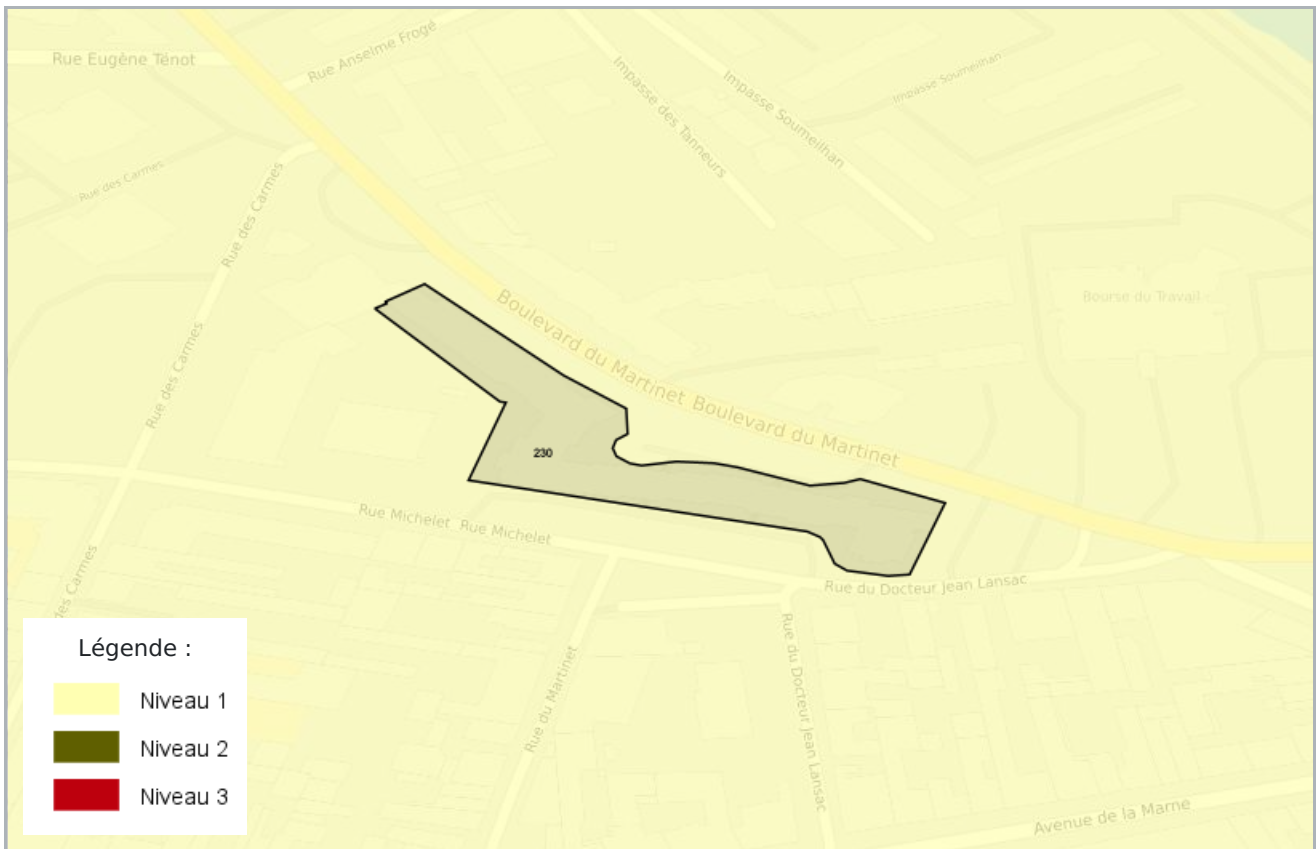 Rue Eugène Ténot
Rue Anselme Frogé
Impasse des Tanneurs
Impasse Soumeilhan
Impasse Soumeilhan
Rue des Carmes
Rue des Carmes
Rue des Carmes
Boulevard du Martinet Boulevard du Martinet
Bourse du Travail
230
Rue Michelet Rue Michelet
des Carmes
Rue du Docteur Jean Lansac
Rue du Martinet
Rue du Docteur Jean Lansac
Avenue de la Marne
Légende :
Niveau 1
Niveau 2
Niveau 3